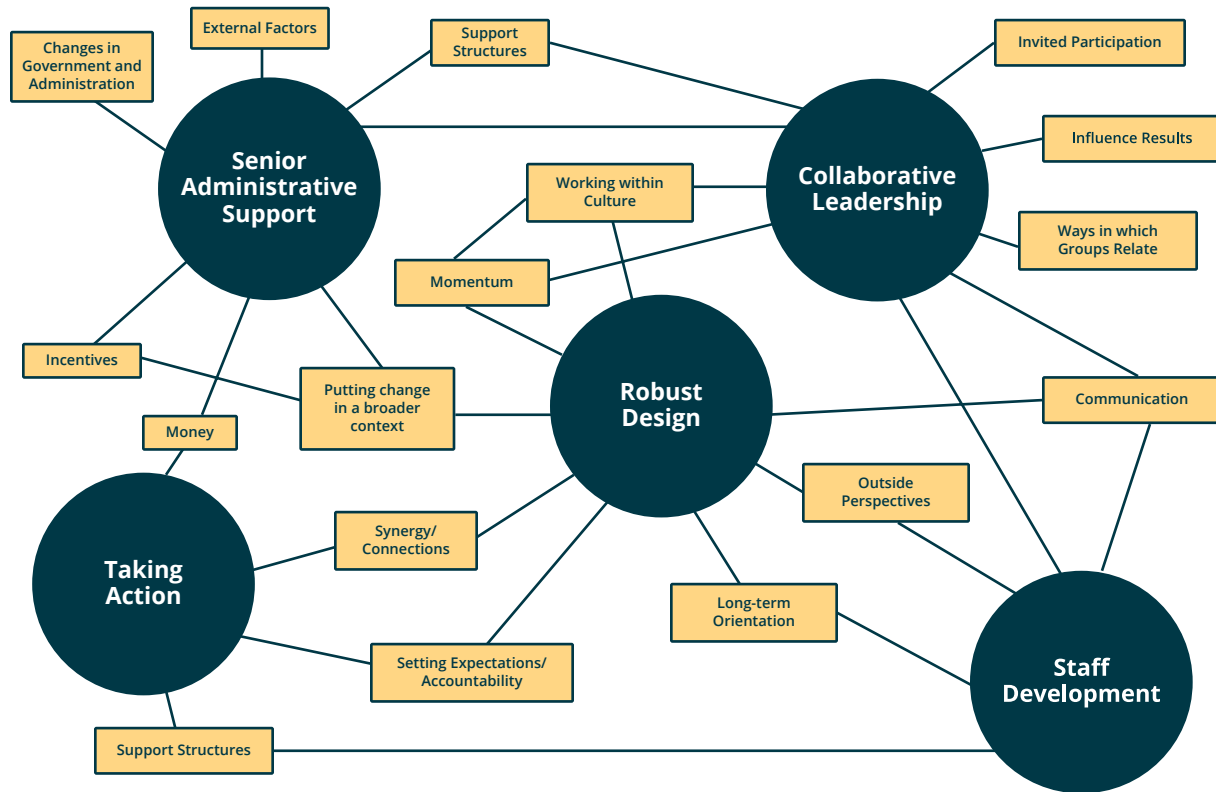 External Factors
Changes in
Government and
Administration
Support
Structures
Invited Participation
Senior
Administrative
Support
Collaborative
Leadership
Influence Results
Working within
Culture
Ways in which
Groups Relate
Momentum
Incentives
Putting change
in a broader
context
Robust
Design
Communication
Money
Outside
Perspectives
Synergy/
Connections
Taking
Action
Long-term
Orientation
Setting Expectations/
Accountability
Staff
Development
Support Structures